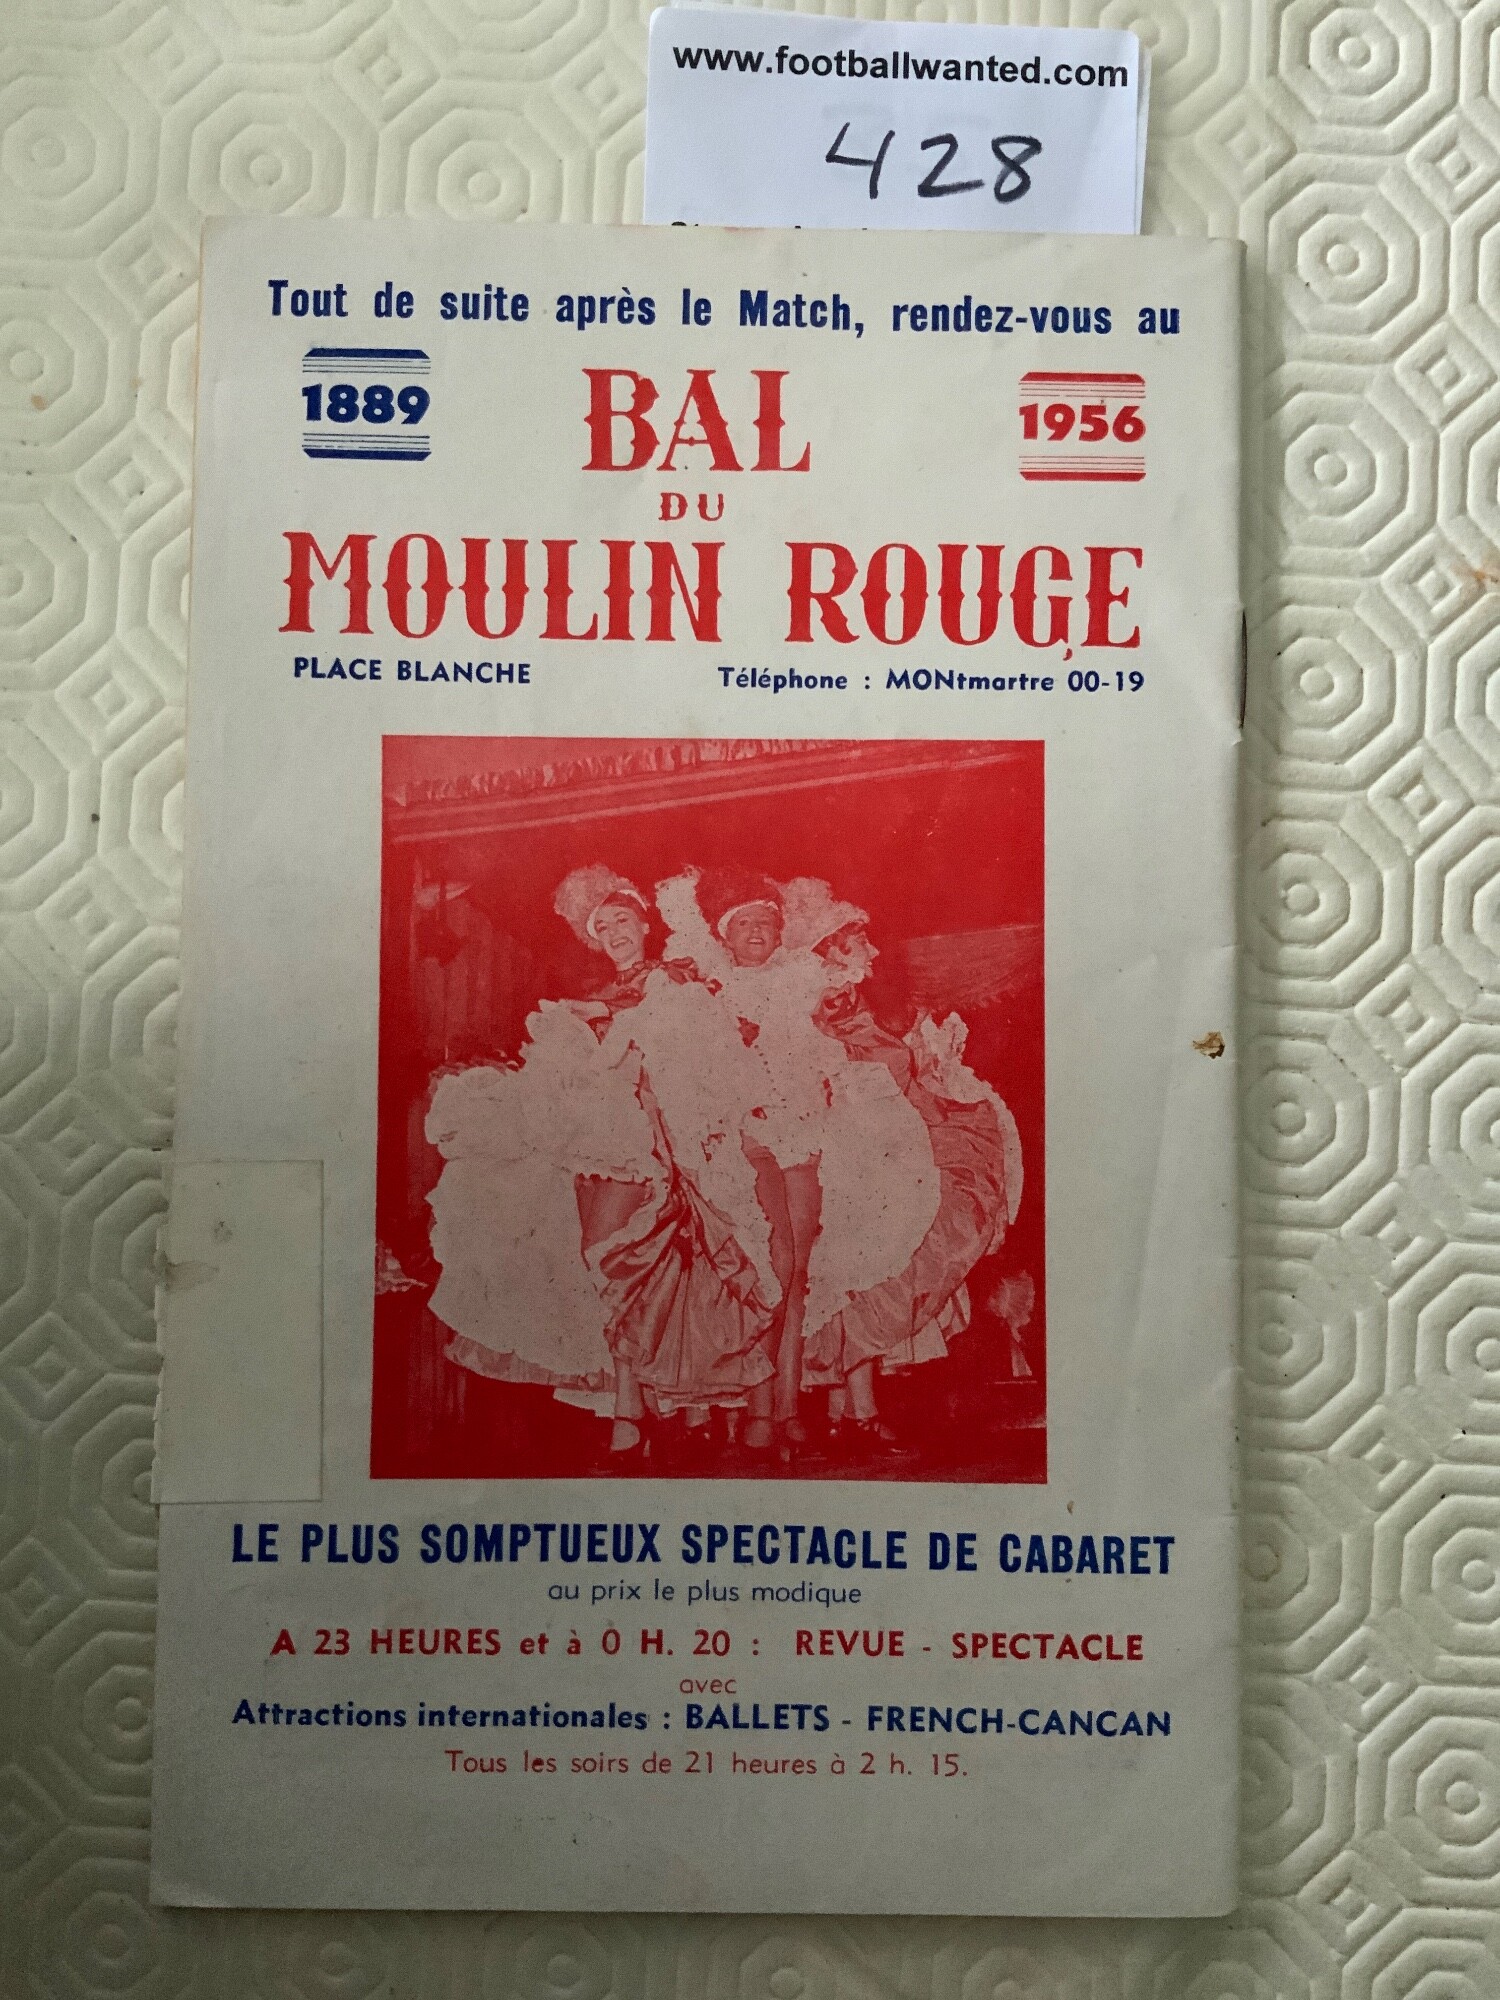 www.footballwanted.com
428
Tout de suite après le Match, rendez-vous au
1889
BAL
1956
DU
MOULIN ROUGE
PLACE BLANCHE Téléphone : MONtmartre 00-19
LE PLUS SOMPTUEUX SPECTACLE DE CABARET
au prix le plus modique
A 23 HEURES et à 0 H. 20 : REVUE - SPECTACLE
avec
Attractions internationales : BALLETS - FRENCH-CANCAN
Tous les soirs de 21 heures à 2 h. 15.